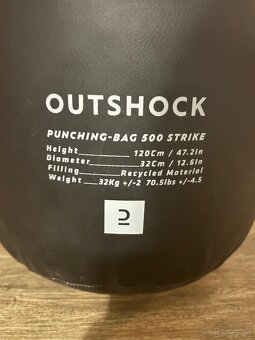 OUTSHOCK
PUNCHING-BAG 500 STRIKE
Height 120Cm / 47.2In
Diameter 32Cm / 12.6In
Filling Recycled Material
Weight 32Kg +/-2 70.5lbs +/-4.5